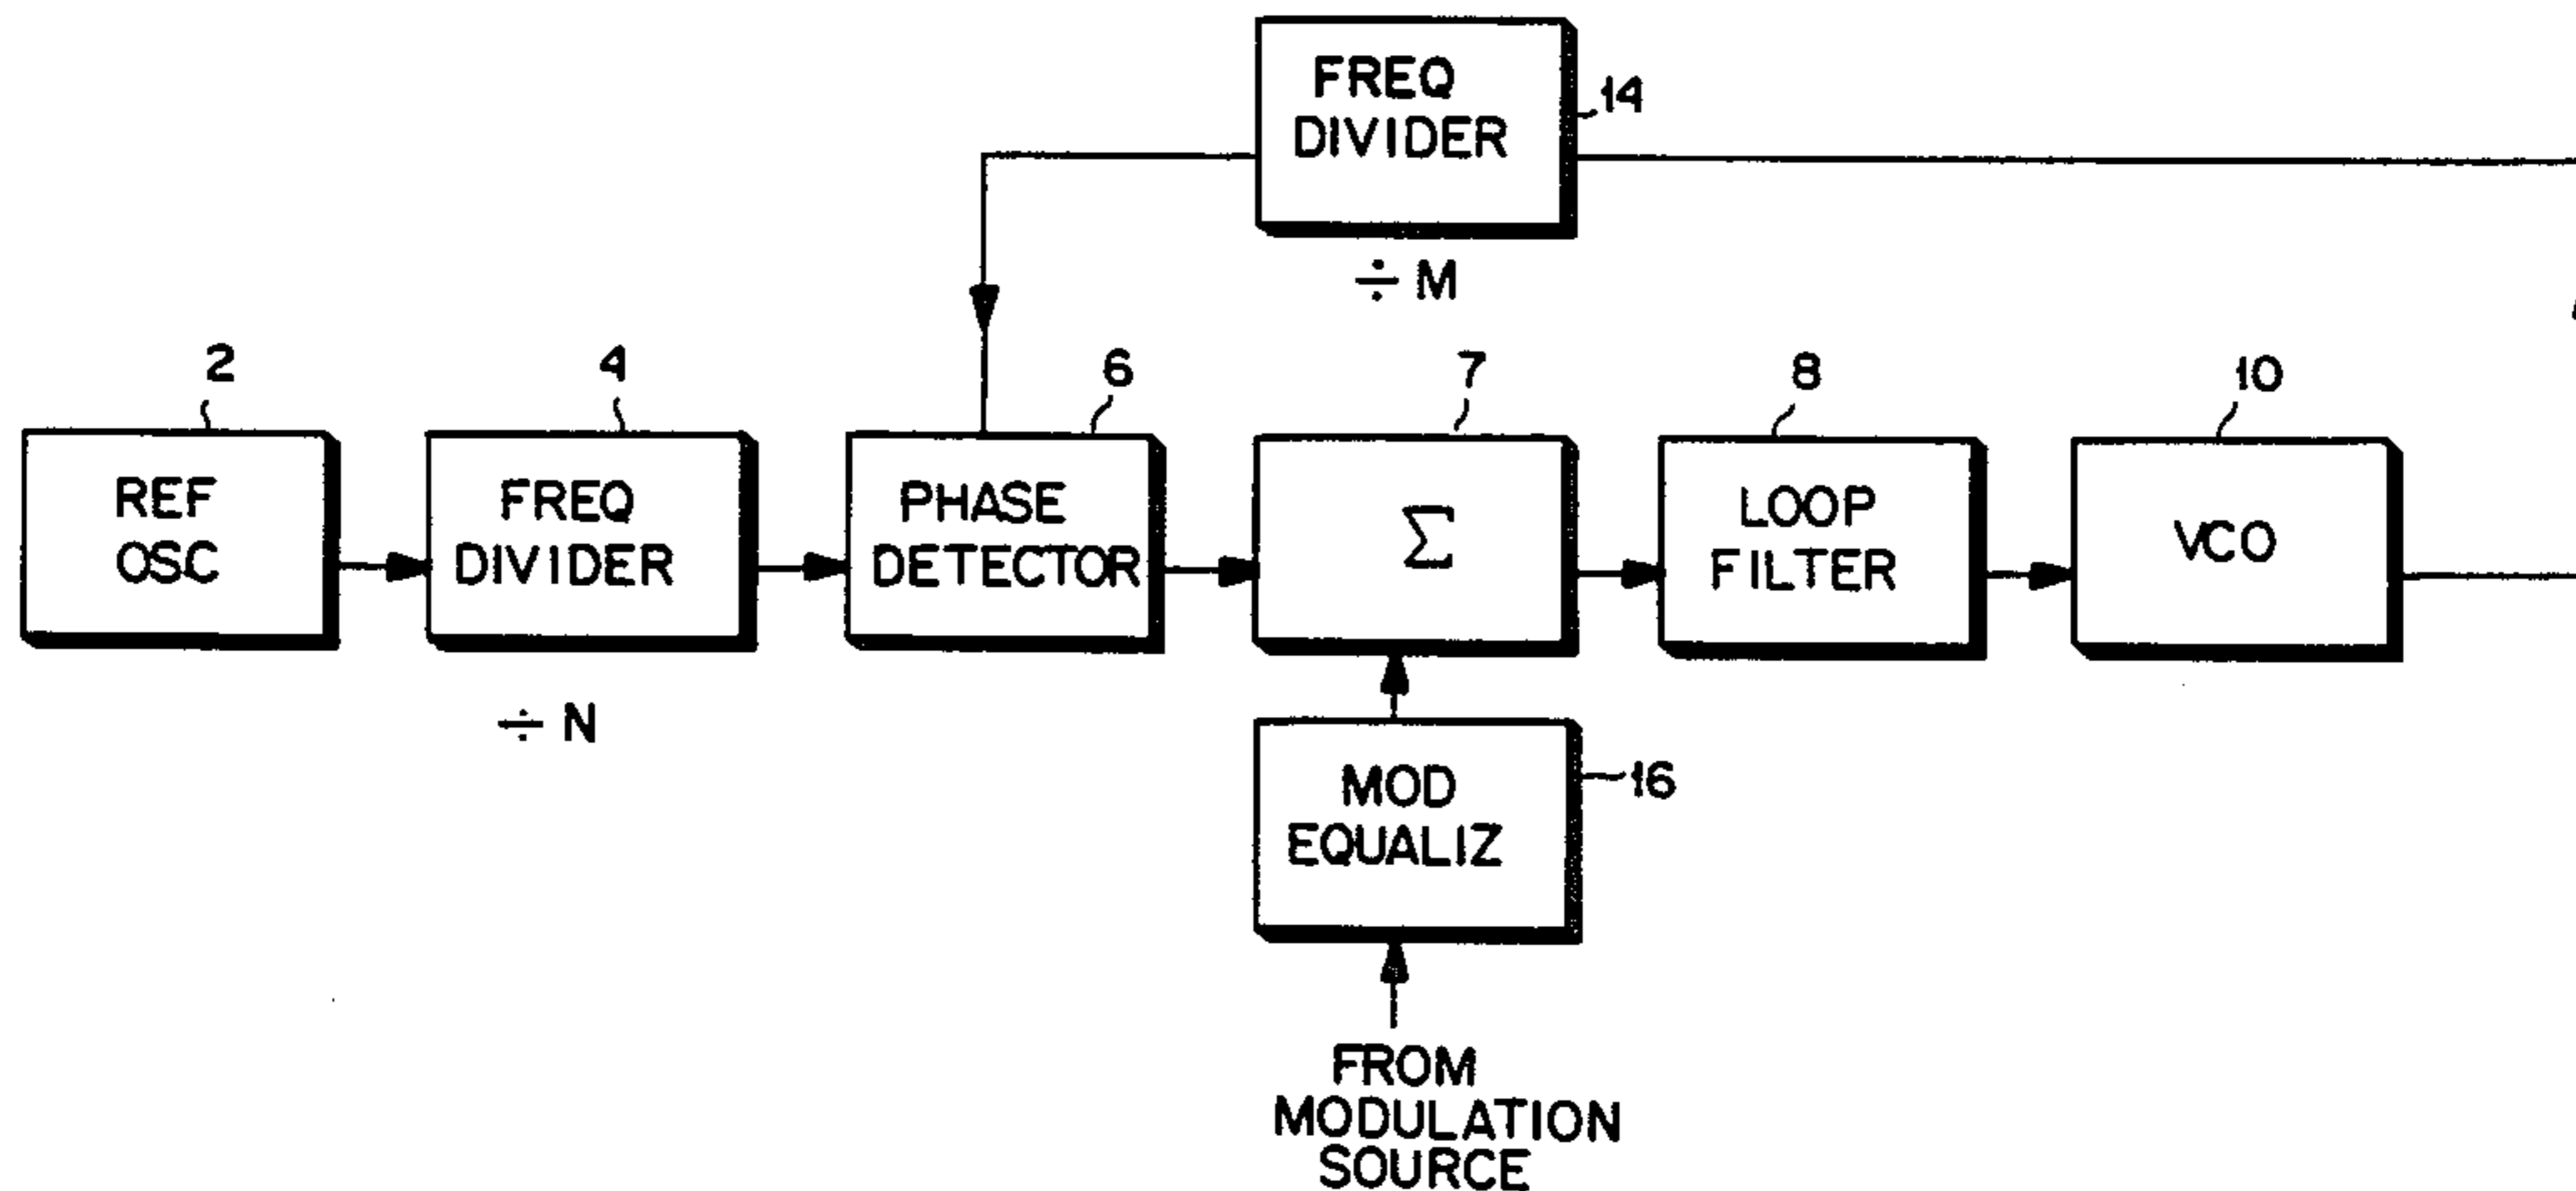 FREQ
DIVIDER
14
÷ M
2
4
6
7
8
10
REF
OSC
FREQ
DIVIDER
PHASE
DETECTOR
Σ
LOOP
FILTER
VCO
÷ N
MOD
EQUALIZ
16
FROM
MODULATION
SOURCE